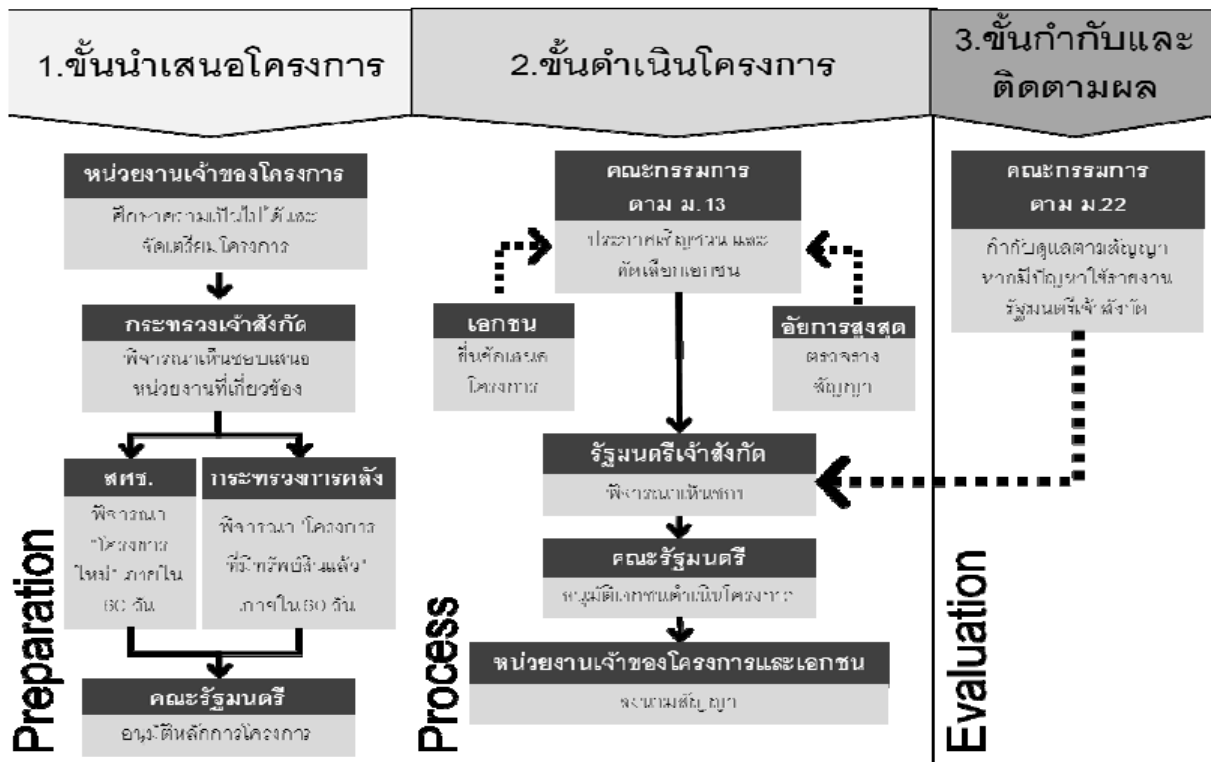 1.ขั้นนำเสนอโครงการ
2.ขั้นดำเนินโครงการ
3.ขั้นกำกับและ
ติดตามผล
หน่วยงานเจ้าของโครงการ
ศึกษาความเป็นไปได้และ
จัดเตรียมโครงการ
กระทรวงเจ้าสังกัด
พิจารณาเห็นชอบเสนอ
หน่วยงานที่เกี่ยวข้อง
สศช.
พิจารณา
"โครงการ
ใหม่" ภายใน
60 วัน
กระทรวงการคลัง
พิจารณา "โครงการ
ที่มีทรัพย์สินแล้ว"
ภายใน 60 วัน
คณะรัฐมนตรี
อนุมัติหลักการโครงการ
Preparation
คณะกรรมการ
ตาม ม.13
ประกาศเชิญชวน และ
คัดเลือกเอกชน
เอกชน
ยื่นข้อเสนอ
โครงการ
อัยการสูงสุด
ตรวจร่าง
สัญญา
รัฐมนตรีเจ้าสังกัด
พิจารณาเห็นชอบ
คณะรัฐมนตรี
อนุมัติเอกชนดำเนินโครงการ
หน่วยงานเจ้าของโครงการและเอกชน
ลงนามสัญญา
Process
คณะกรรมการ
ตาม ม.22
กำกับดูแลตามสัญญา
หากมีปัญหาให้รายงาน
รัฐมนตรีเจ้าสังกัด
Evaluation